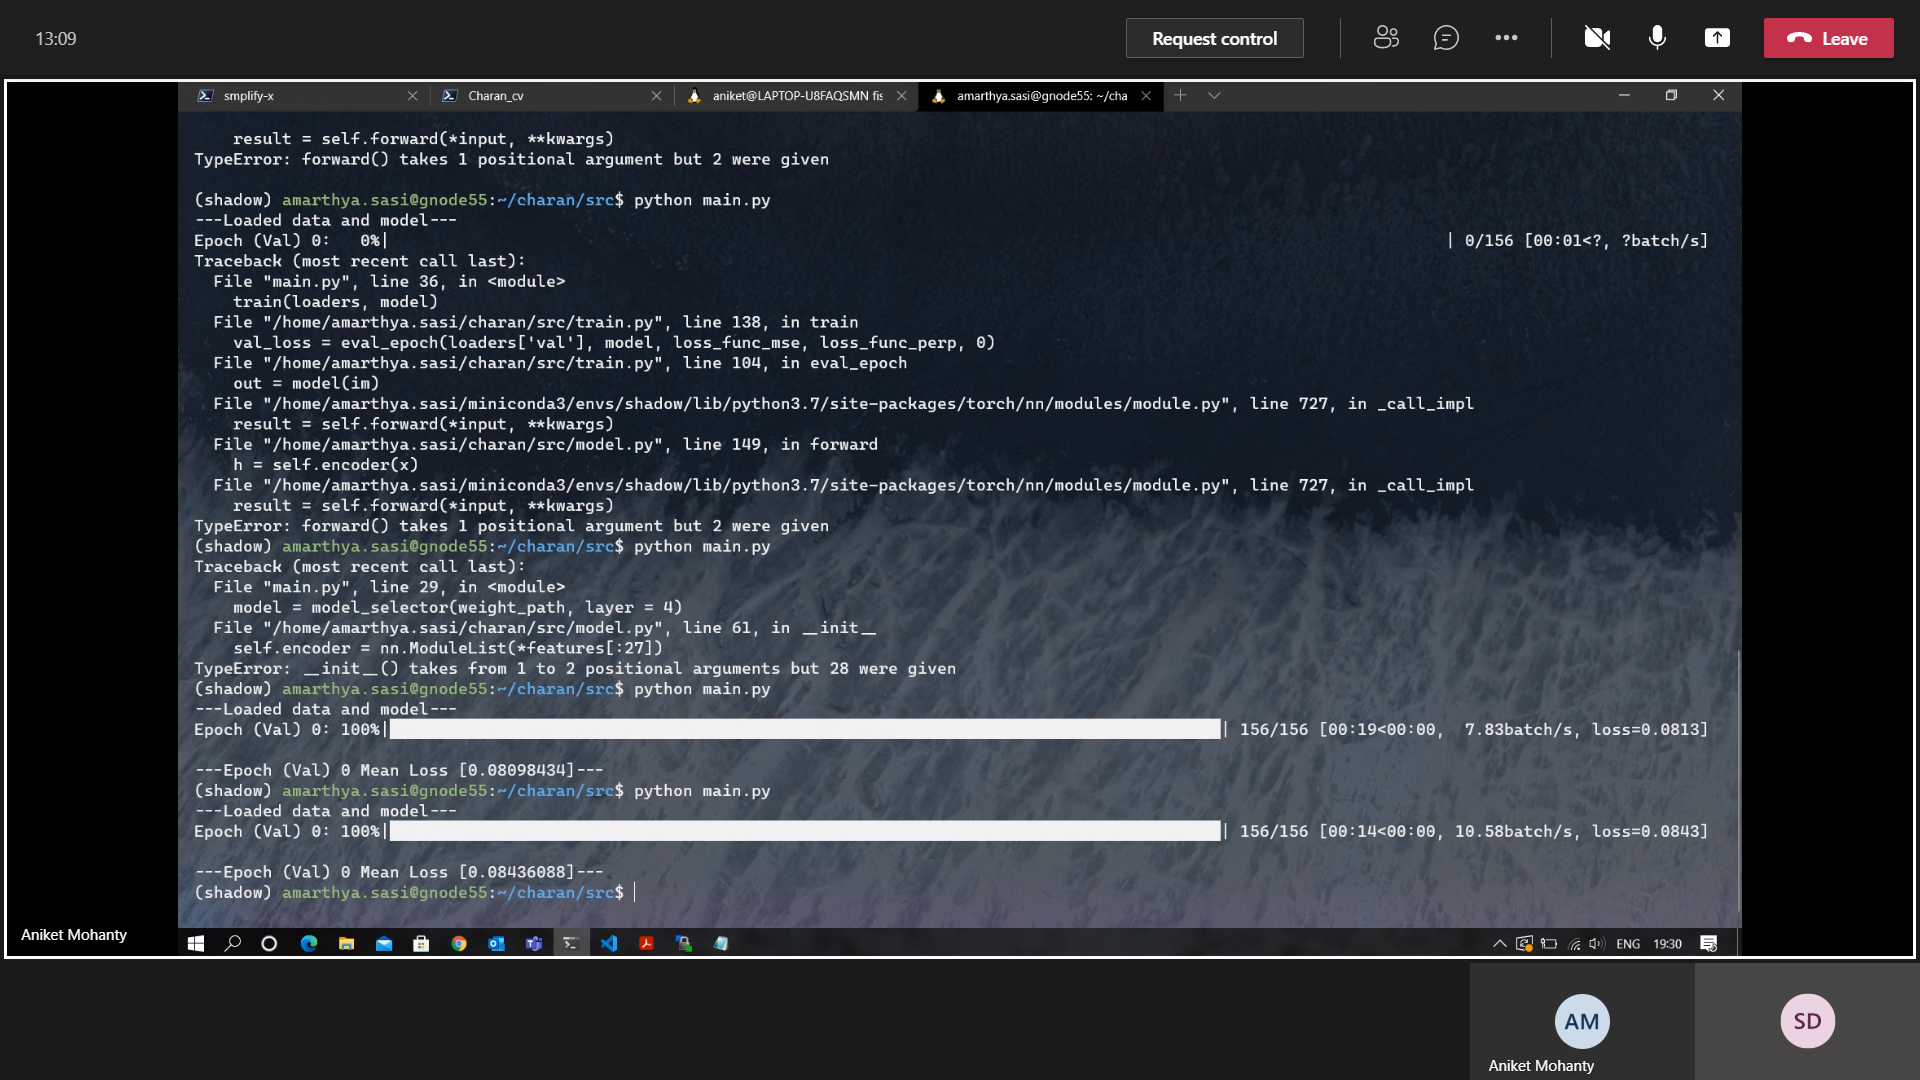 13:09
Request control
Leave
smplify-x
Charan_cv
aniket@LAPTOP-U8FAQSMN fis
amarthya.sasi@gnode55: ~/cha
result = self.forward(*input, **kwargs)
TypeError: forward() takes 1 positional argument but 2 were given
(shadow) amarthya.sasi@gnode55:~/charan/src$ python main.py
---Loaded data and model---
Epoch (Val) 0:   0%|                    | 0/156 [00:01<?, ?batch/s]
Traceback (most recent call last):
  File "main.py", line 36, in <module>
    train(loaders, model)
  File "/home/amarthya.sasi/charan/src/train.py", line 138, in train
    val_loss = eval_epoch(loaders['val'], model, loss_func_mse, loss_func_perp, 0)
  File "/home/amarthya.sasi/charan/src/train.py", line 104, in eval_epoch
    out = model(im)
  File "/home/amarthya.sasi/miniconda3/envs/shadow/lib/python3.7/site-packages/torch/nn/modules/module.py", line 727, in _call_impl
    result = self.forward(*input, **kwargs)
  File "/home/amarthya.sasi/charan/src/model.py", line 149, in forward
    h = self.encoder(x)
  File "/home/amarthya.sasi/miniconda3/envs/shadow/lib/python3.7/site-packages/torch/nn/modules/module.py", line 727, in _call_impl
    result = self.forward(*input, **kwargs)
TypeError: forward() takes 1 positional argument but 2 were given
(shadow) amarthya.sasi@gnode55:~/charan/src$ python main.py
Traceback (most recent call last):
  File "main.py", line 29, in <module>
    model = model_selector(weight_path, layer = 4)
  File "/home/amarthya.sasi/charan/src/model.py", line 61, in __init__
    self.encoder = nn.ModuleList(*features[:27])
TypeError: __init__() takes from 1 to 2 positional arguments but 28 were given
(shadow) amarthya.sasi@gnode55:~/charan/src$ python main.py
---Loaded data and model---
Epoch (Val) 0: 100%|                    | 156/156 [00:19<00:00,  7.83batch/s, loss=0.0813]
---Epoch (Val) 0 Mean Loss [0.08098434]---
(shadow) amarthya.sasi@gnode55:~/charan/src$ python main.py
---Loaded data and model---
Epoch (Val) 0: 100%|                    | 156/156 [00:14<00:00, 10.58batch/s, loss=0.0843]
---Epoch (Val) 0 Mean Loss [0.08436088]---
(shadow) amarthya.sasi@gnode55:~/charan/src$
Aniket Mohanty
ENG 19:30
AM
SD
Aniket Mohanty